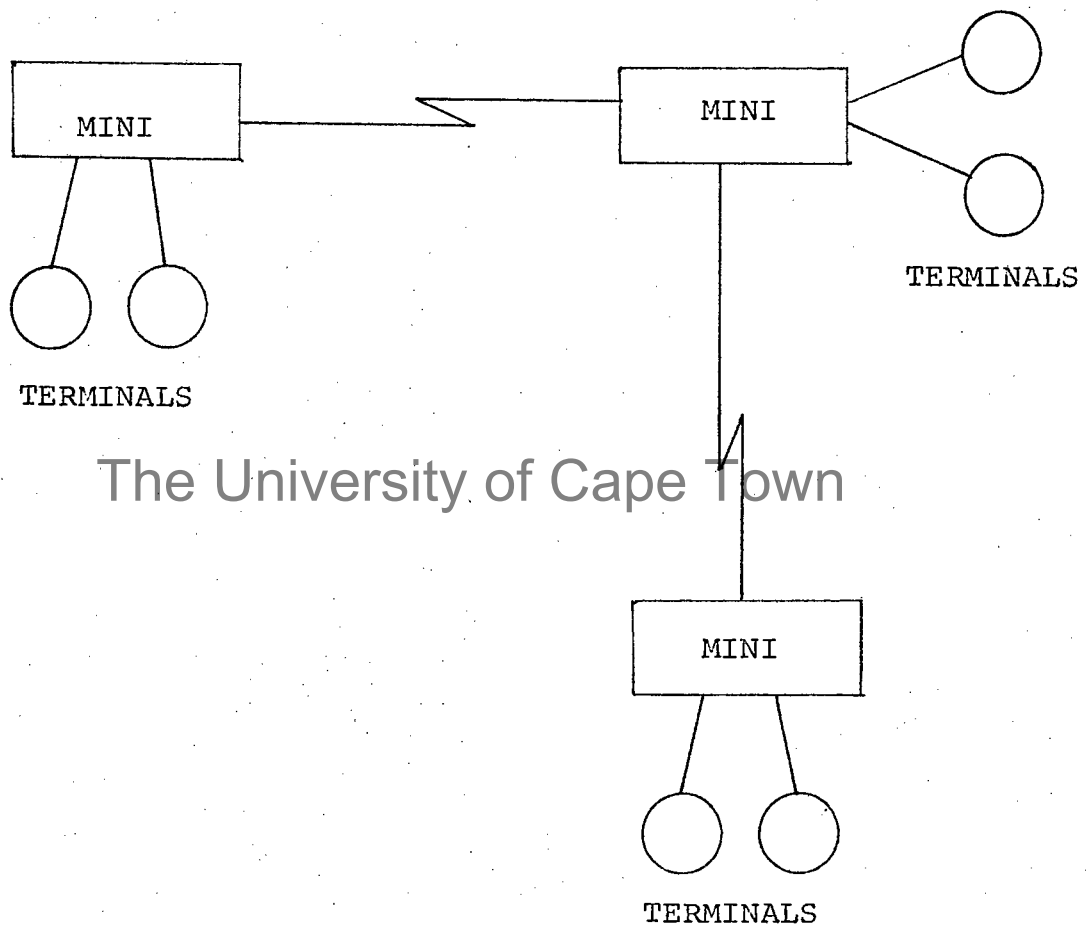 MINI
MINI
TERMINALS
TERMINALS
The University of Cape Town
MINI
TERMINALS